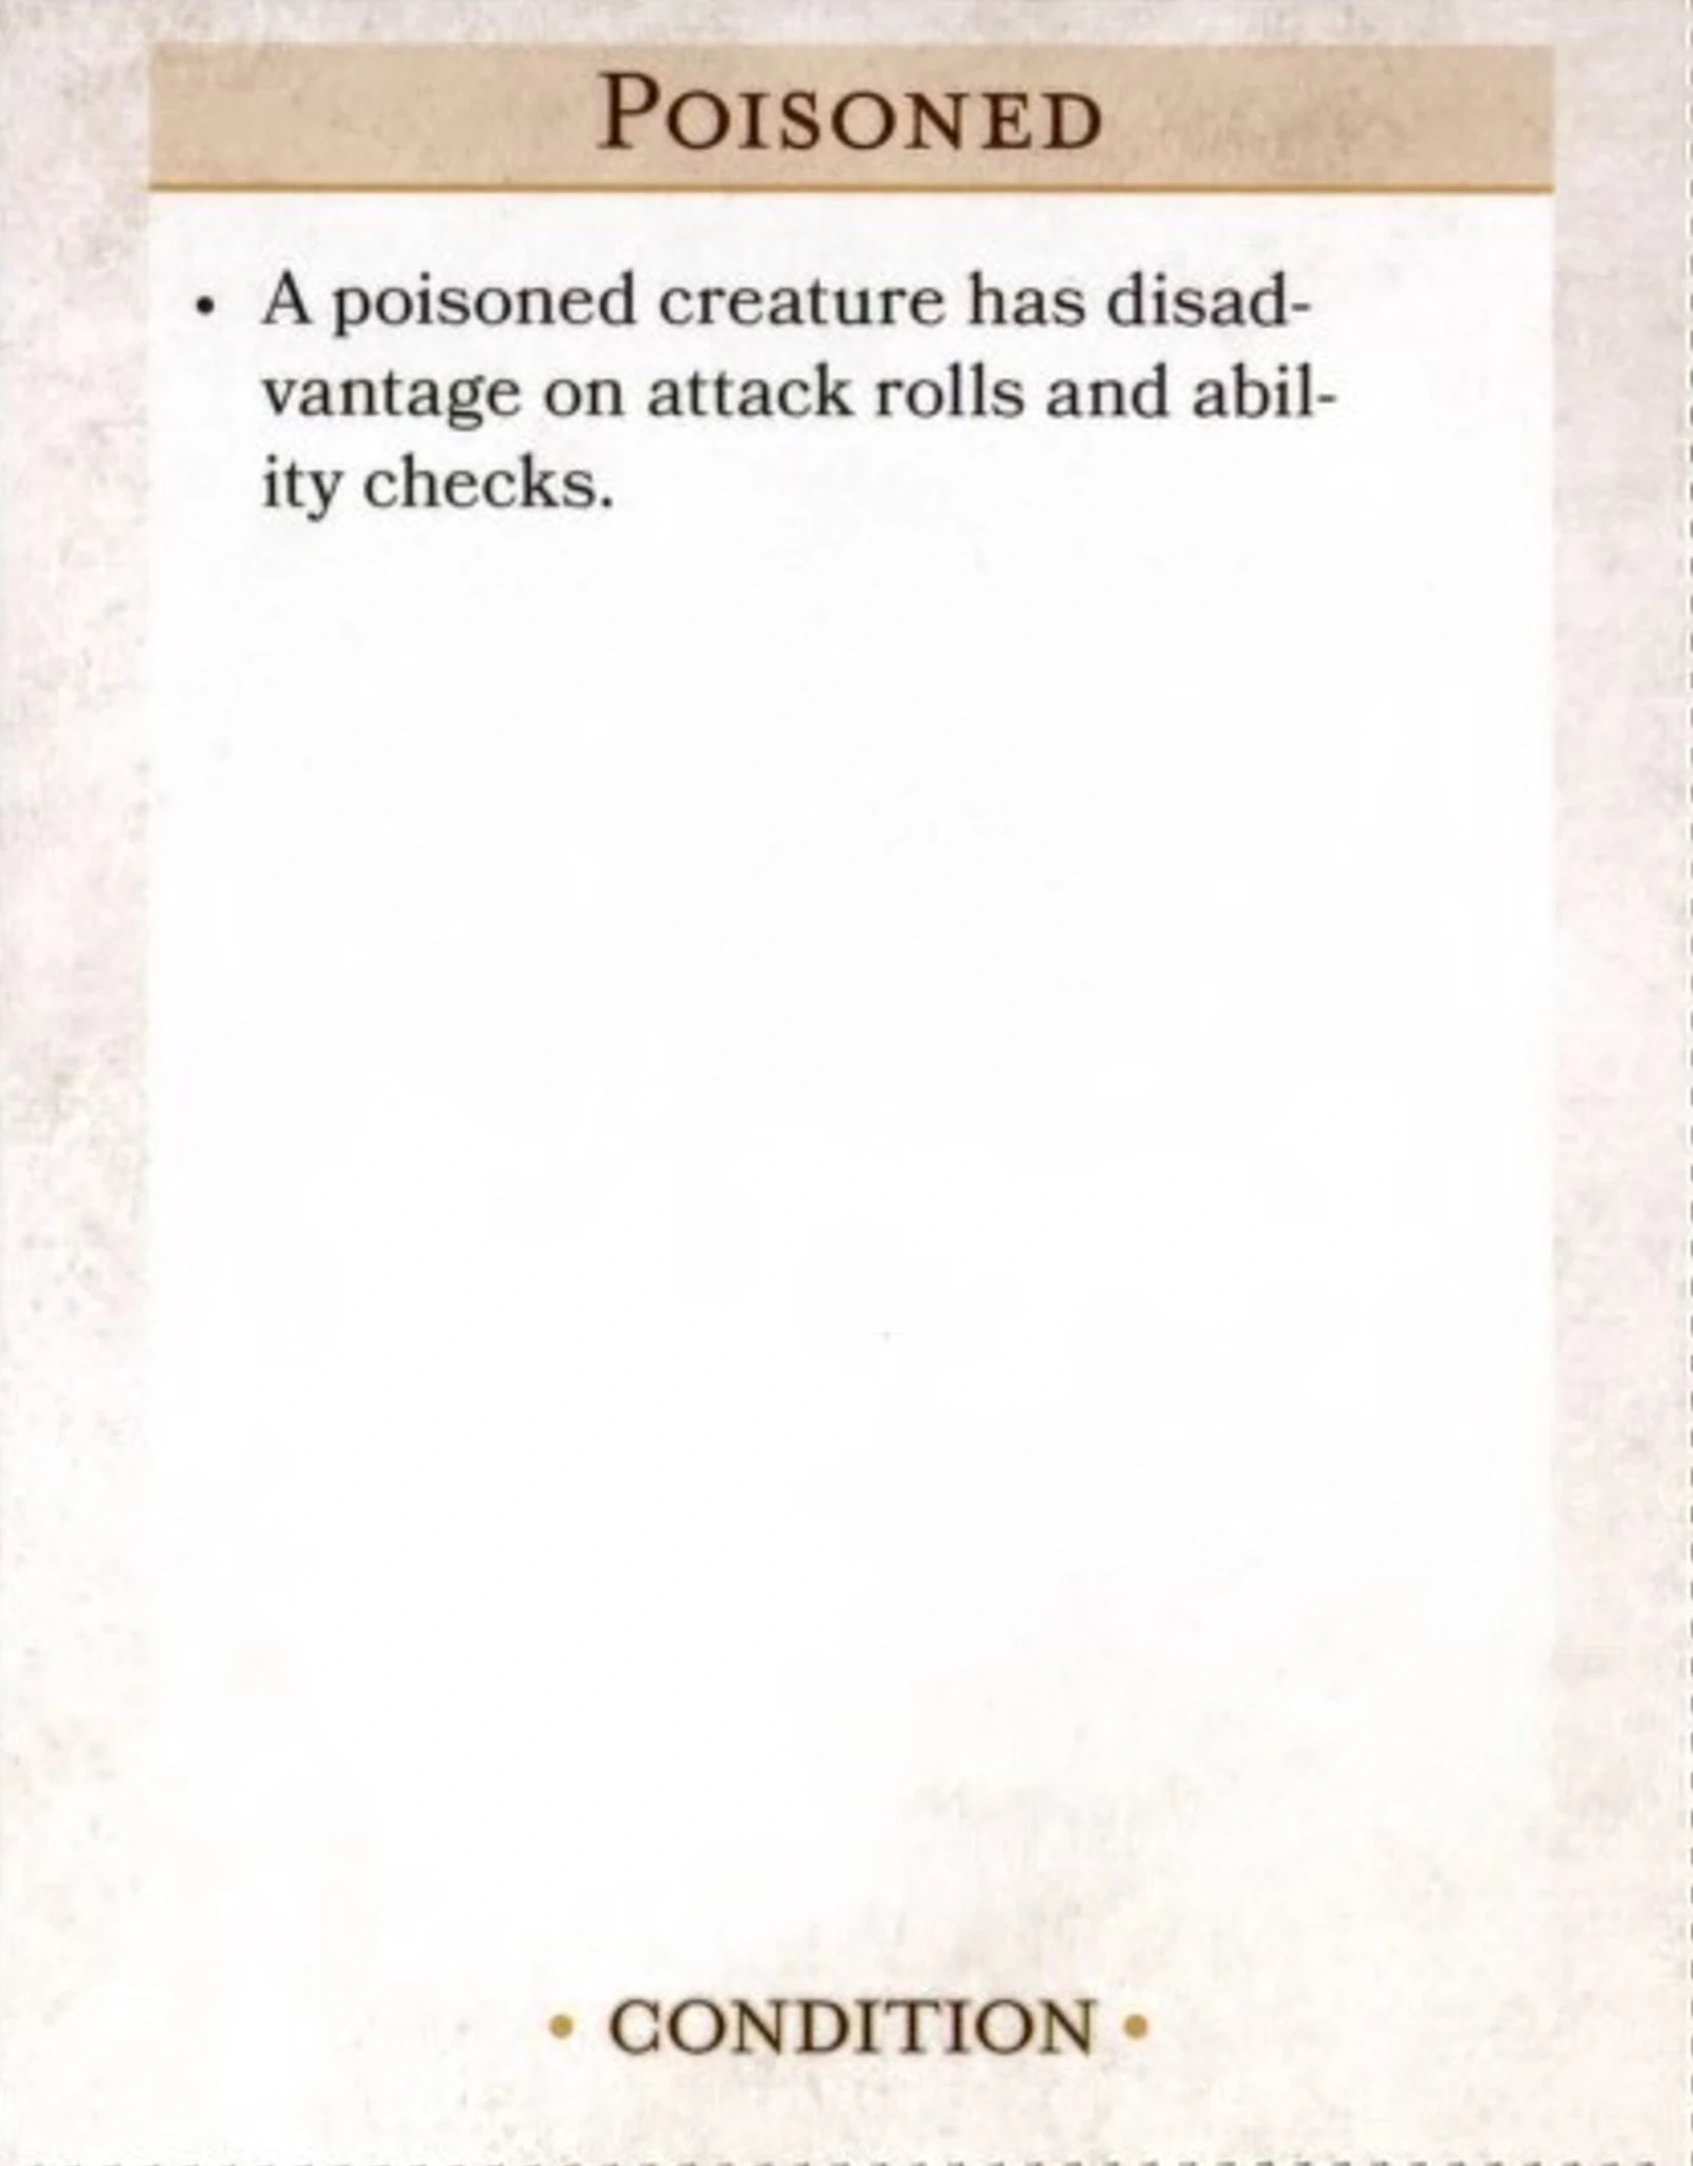 POISONED
• A poisoned creature has disad-
vantage on attack rolls and abil-
ity checks.
• CONDITION •